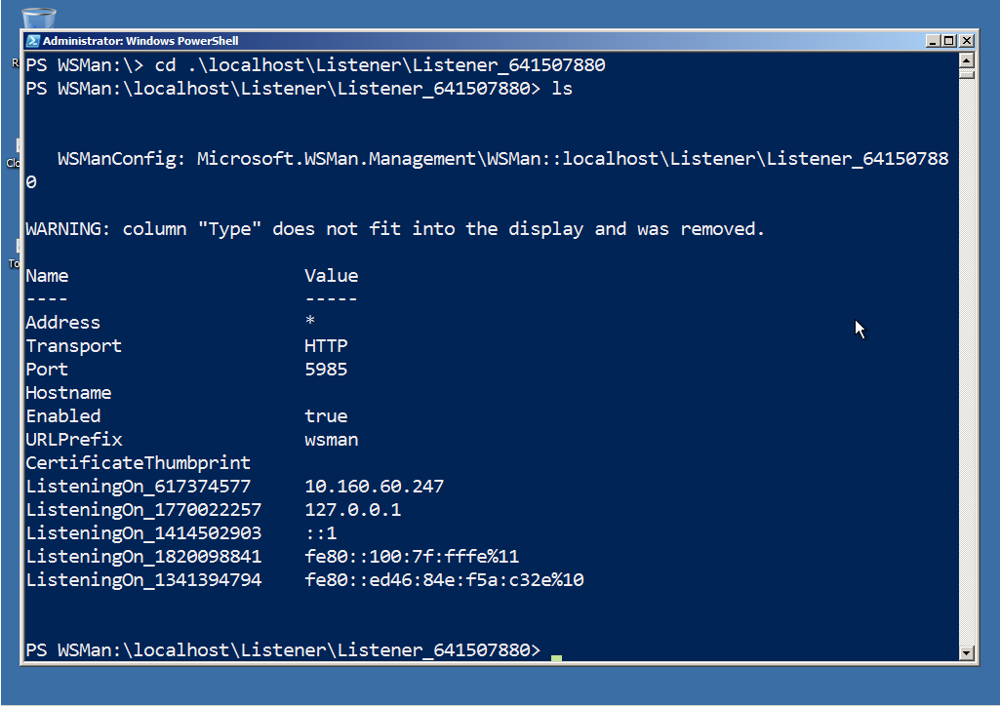 Administrator: Windows PowerShell
PS WSMan:\> cd .\localhost\Listener\Listener_641507880
PS WSMan:\localhost\Listener\Listener_641507880> ls
WSManConfig: Microsoft.WSMan.Management\WSMan::localhost\Listener\Listener_64150788
0
WARNING: column "Type" does not fit into the display and was removed.
Name Value
---- -----
Address *
Transport HTTP
Port 5985
Hostname
Enabled true
URLPrefix wsman
CertificateThumbprint
ListeningOn_617374577 10.160.60.247
ListeningOn_1770022257 127.0.0.1
ListeningOn_1414502903 ::1
ListeningOn_1820098841 fe80::100:7f:fffe%11
ListeningOn_1341394794 fe80::ed46:84e:f5a:c32e%10
PS WSMan:\localhost\Listener\Listener_641507880>